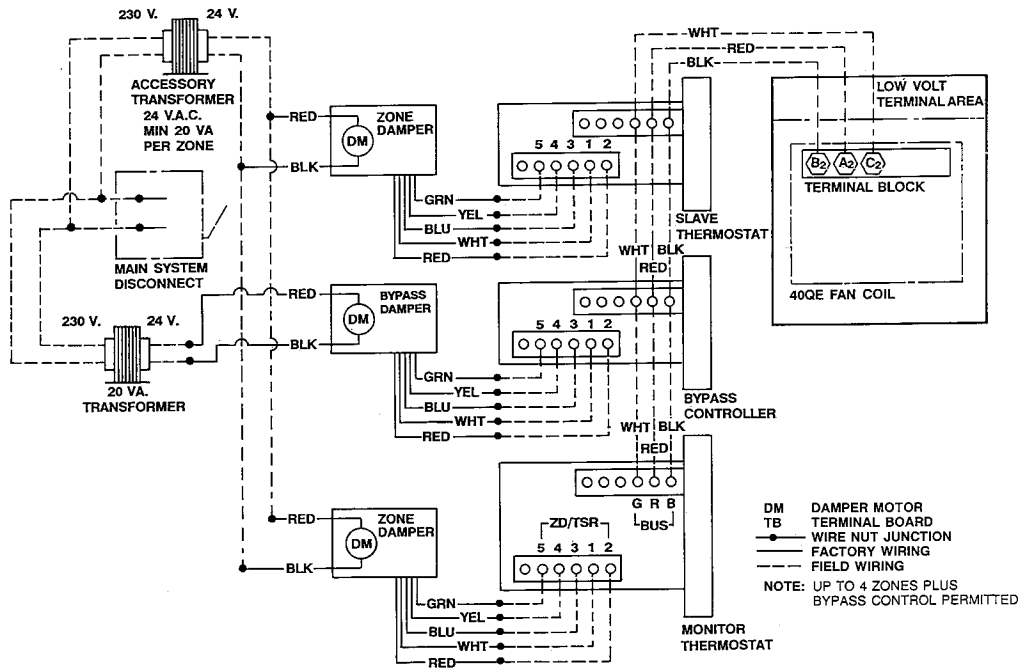 230 V. 24 V.
ACCESSORY
TRANSFORMER
24 V.A.C.
MIN 20 VA
PER ZONE
MAIN SYSTEM
DISCONNECT
230 V. 24 V.
20 VA.
TRANSFORMER
RED
BLK
ZONE
DAMPER
DM
GRN
YEL
BLU
WHT
RED
5 4 3 1 2
SLAVE
THERMOSTAT
WHT
RED
BLK
LOW VOLT
TERMINAL AREA
B2 A2 C2
TERMINAL BLOCK
40QE FAN COIL
WHT BLK
RED
RED
BLK
BYPASS
DAMPER
DM
GRN
YEL
BLU
WHT
RED
5 4 3 1 2
BYPASS
CONTROLLER
WHT BLK
RED
RED
BLK
ZONE
DAMPER
DM
GRN
YEL
BLU
WHT
RED
G R B
BUS
ZD/TSR
5 4 3 1 2
MONITOR
THERMOSTAT
DM DAMPER MOTOR
TB TERMINAL BOARD
WIRE NUT JUNCTION
FACTORY WIRING
FIELD WIRING
NOTE: UP TO 4 ZONES PLUS
BYPASS CONTROL PERMITTED